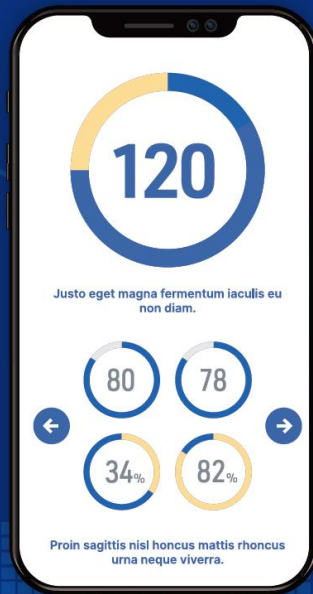 120
Justo eget magna fermentum iaculis eu
non diam.
80
78
34%
82%
Proin sagittis nisl honcus mattis rhoncus
urna neque viverra.